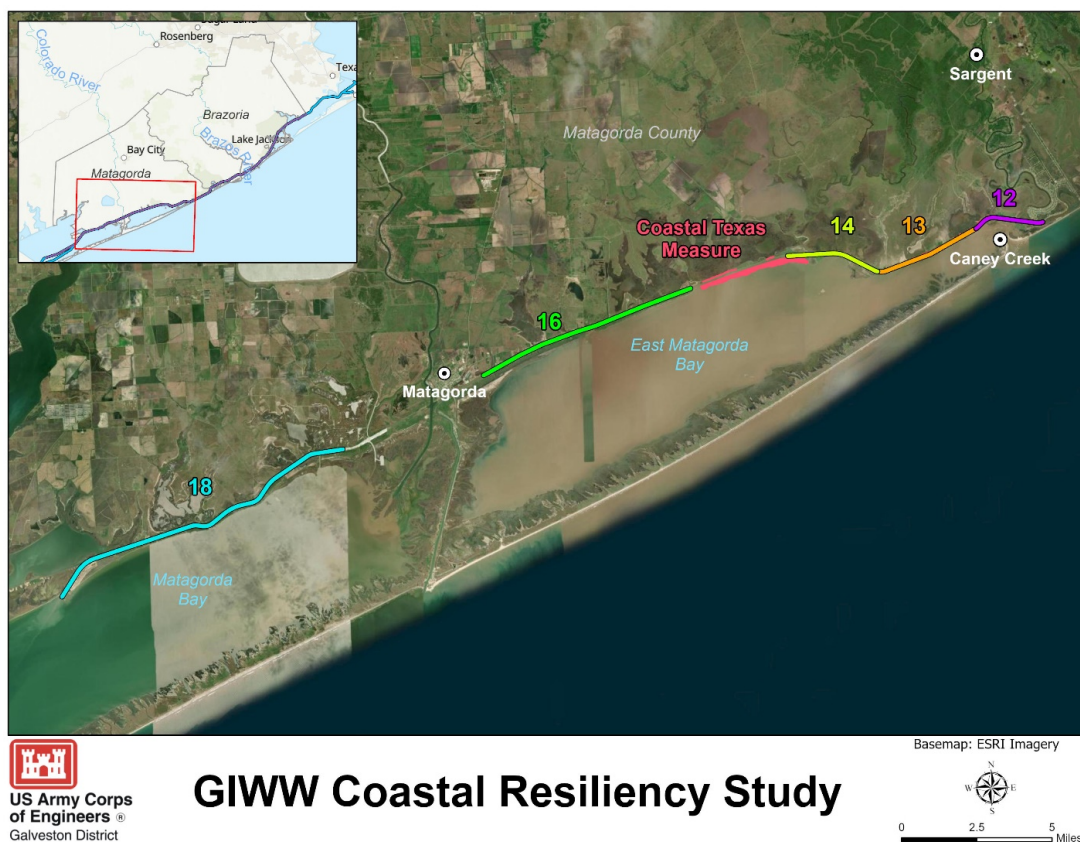 Colorado River
Rosenberg
Brazoria
Brazos River
Lake Jackson
Bay City
Matagorda
Sargent
Matagorda County
12
13
14
Coastal Texas
Measure
Caney Creek
16
East Matagorda
Bay
Matagorda
18
Matagorda
Bay
Basemap: ESRI Imagery
GIWW Coastal Resiliency Study
US Army Corps
of Engineers ®
Galveston District
N
W E
S
0 2.5 5
Miles